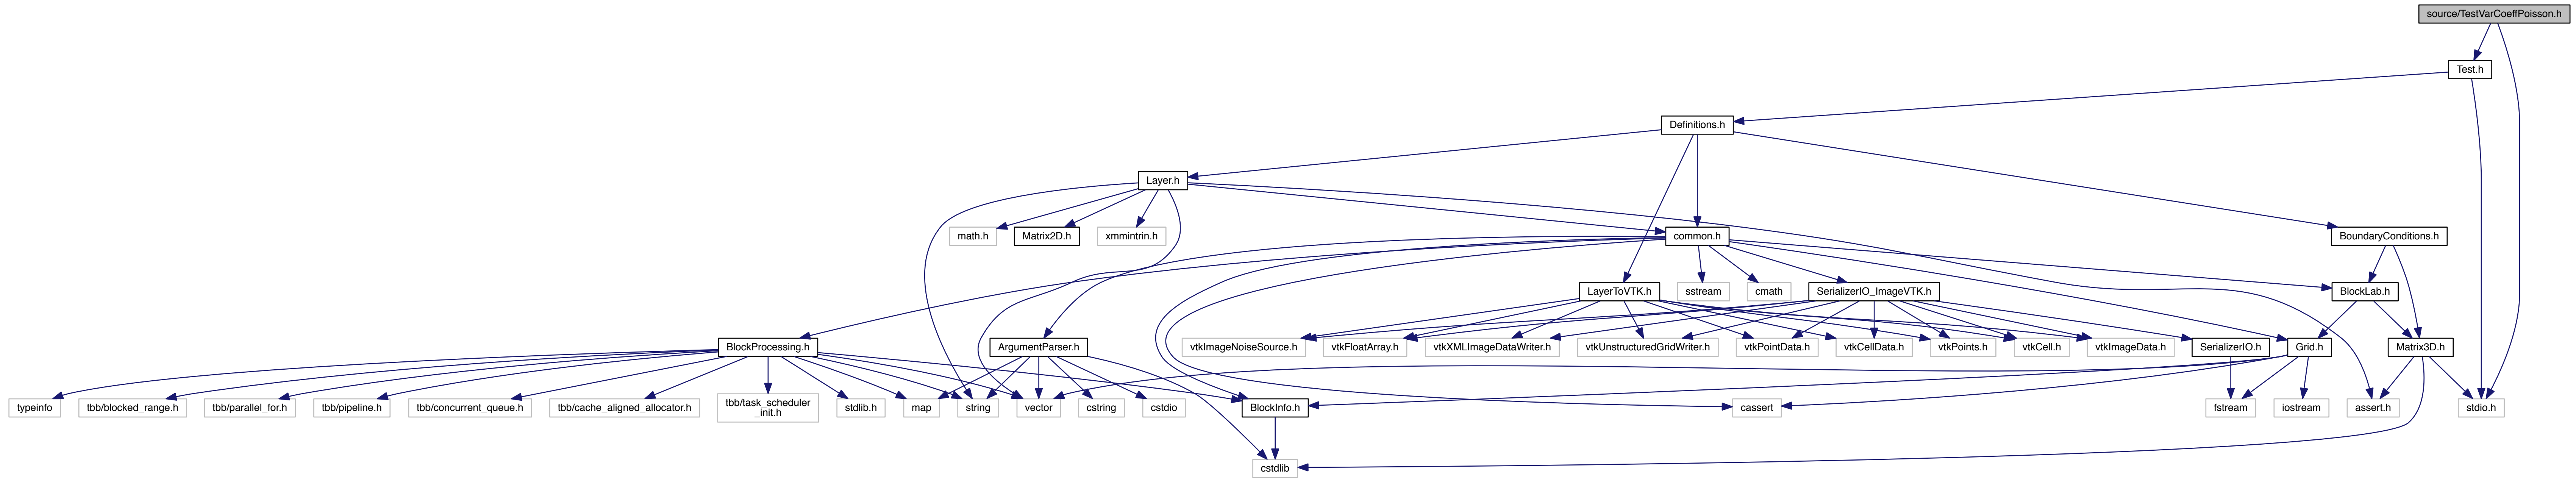 source/TestVarCoeffPoisson.h
Test.h
Definitions.h
Layer.h
math.h
Matrix2D.h
xmmintrin.h
common.h
BoundaryConditions.h
LayerToVTK.h
sstream
cmath
SerializerIO_ImageVTK.h
BlockLab.h
BlockProcessing.h
ArgumentParser.h
vtkImageNoiseSource.h
vtkFloatArray.h
vtkXMLImageDataWriter.h
vtkUnstructuredGridWriter.h
vtkPointData.h
vtkCellData.h
vtkPoints.h
vtkCell.h
vtkImageData.h
SerializerIO.h
Grid.h
Matrix3D.h
typeinfo
tbb/blocked_range.h
tbb/parallel_for.h
tbb/pipeline.h
tbb/concurrent_queue.h
tbb/cache_aligned_allocator.h
tbb/task_scheduler
_init.h
stdlib.h
map
string
vector
cstring
cstdio
BlockInfo.h
cassert
fstream
iostream
assert.h
stdio.h
cstdlib